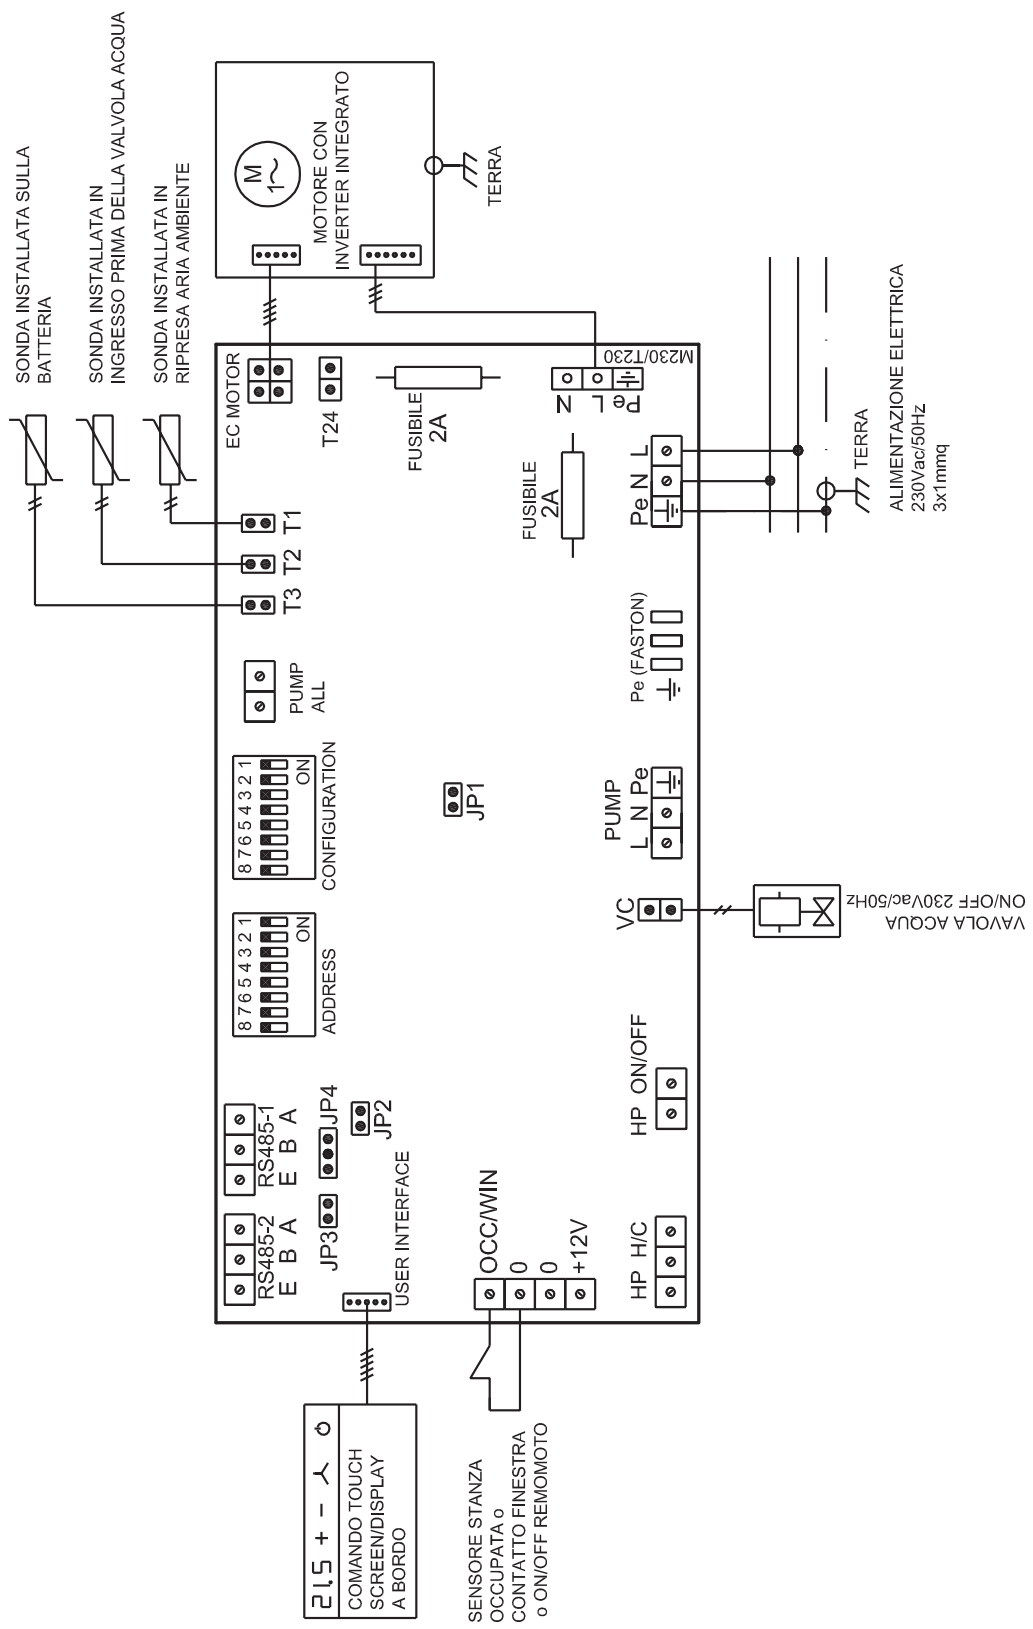 SONDA INSTALLATA SULLA
BATTERIA
SONDA INSTALLATA IN
INGRESSO PRIMA DELLA VALVOLA ACQUA
SONDA INSTALLATA IN
RIPRESA ARIA AMBIENTE
M
1~
MOTORE CON
INVERTER INTEGRATO
TERRA
EC MOTOR
T24
FUSIBILE
2A
M230/T230
N
L
Pe
T1
T2
T3
FUSIBILE
2A
Pe N L
TERRA
ALIMENTAZIONE ELETTRICA
230Vac/50Hz
3x1mmq
PUMP
ALL
Pe (FASTON)
8 7 6 5 4 3 2 1
ON
CONFIGURATION
JP1
PUMP
L N Pe
8 7 6 5 4 3 2 1
ON
ADDRESS
VC
VAVOLA ACQUA
ON/OFF 230Vac/50Hz
RS485-1
E B A
JP4
JP2
HP ON/OFF
RS485-2
E B A
JP3
USER INTERFACE
OCC/WIN
0
0
+12V
HP H/C
21.5 + -
COMANDO TOUCH
SCREEN/DISPLAY
A BORDO
SENSORE STANZA
OCCUPATA o
CONTATTO FINESTRA
o ON/OFF REMOMOTO